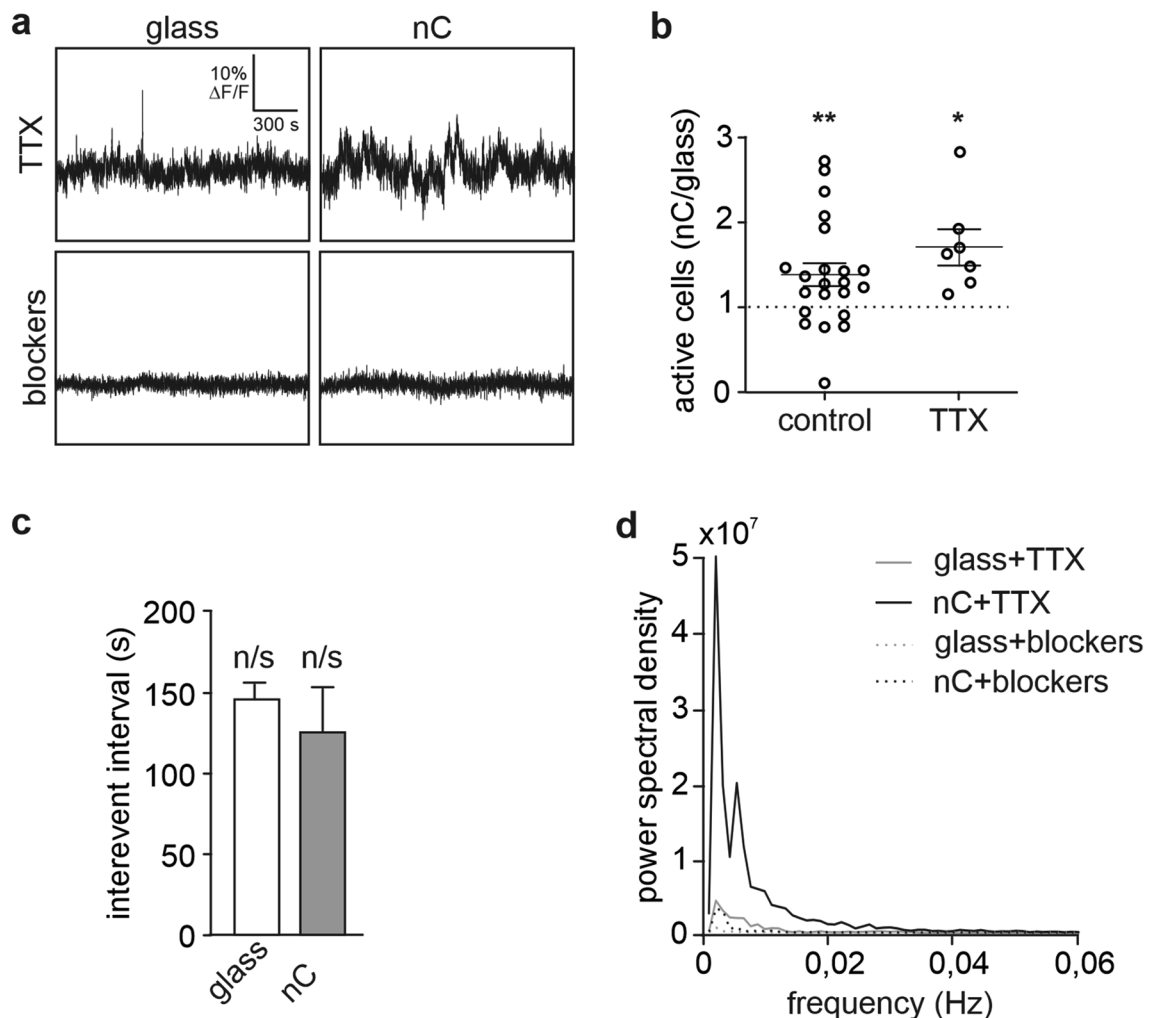 a
glass
nC
TTX
10%
ΔF/F
300 s
blockers
b
active cells (nC/glass)
** *
3
2
1
0
control TTX
c
interevent interval (s)
200
150
100
50
0
n/s n/s
glass
nC
d
x10⁷
power spectral density
5
4
3
2
1
0
glass+TTX
nC+TTX
glass+blockers
nC+blockers
0 0,02 0,04 0,06
frequency (Hz)